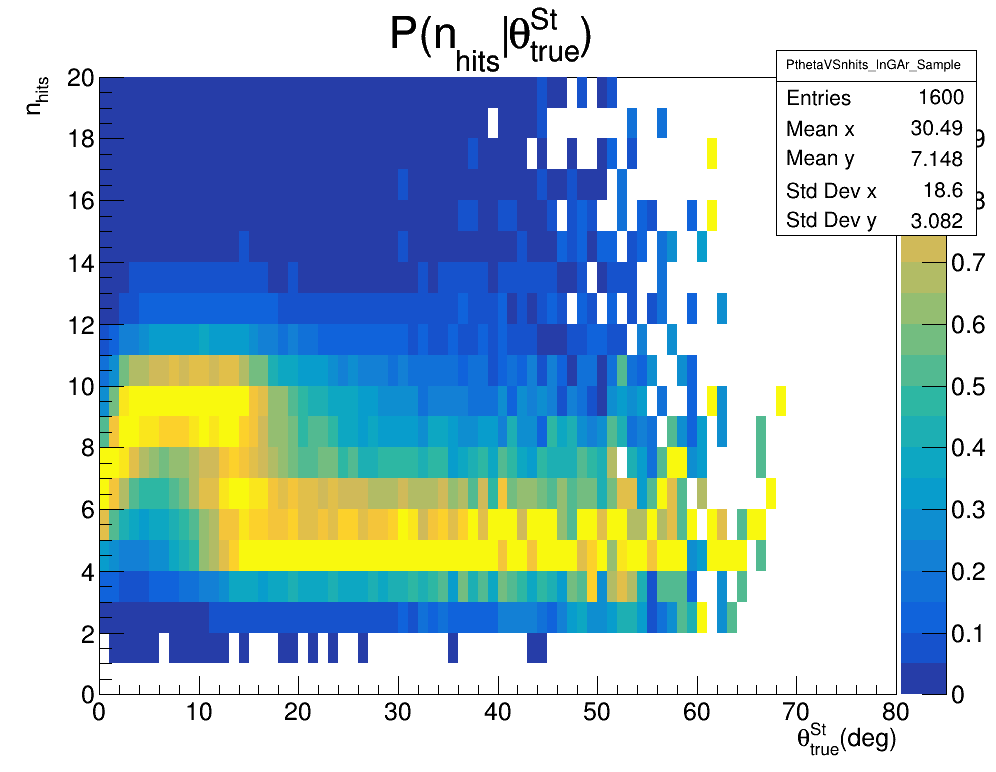 P(n_hits|θ^St_true)
n_hits
PthetaVSnhits_InGAr_Sample
Entries 1600
Mean x 30.49
Mean y 7.148
Std Dev x 18.6
Std Dev y 3.082
20
18
16
14
12
10
8
6
4
2
0
0 10 20 30 40 50 60 70 80
θ^St_true(deg)
9
8
0.7
0.6
0.5
0.4
0.3
0.2
0.1
0